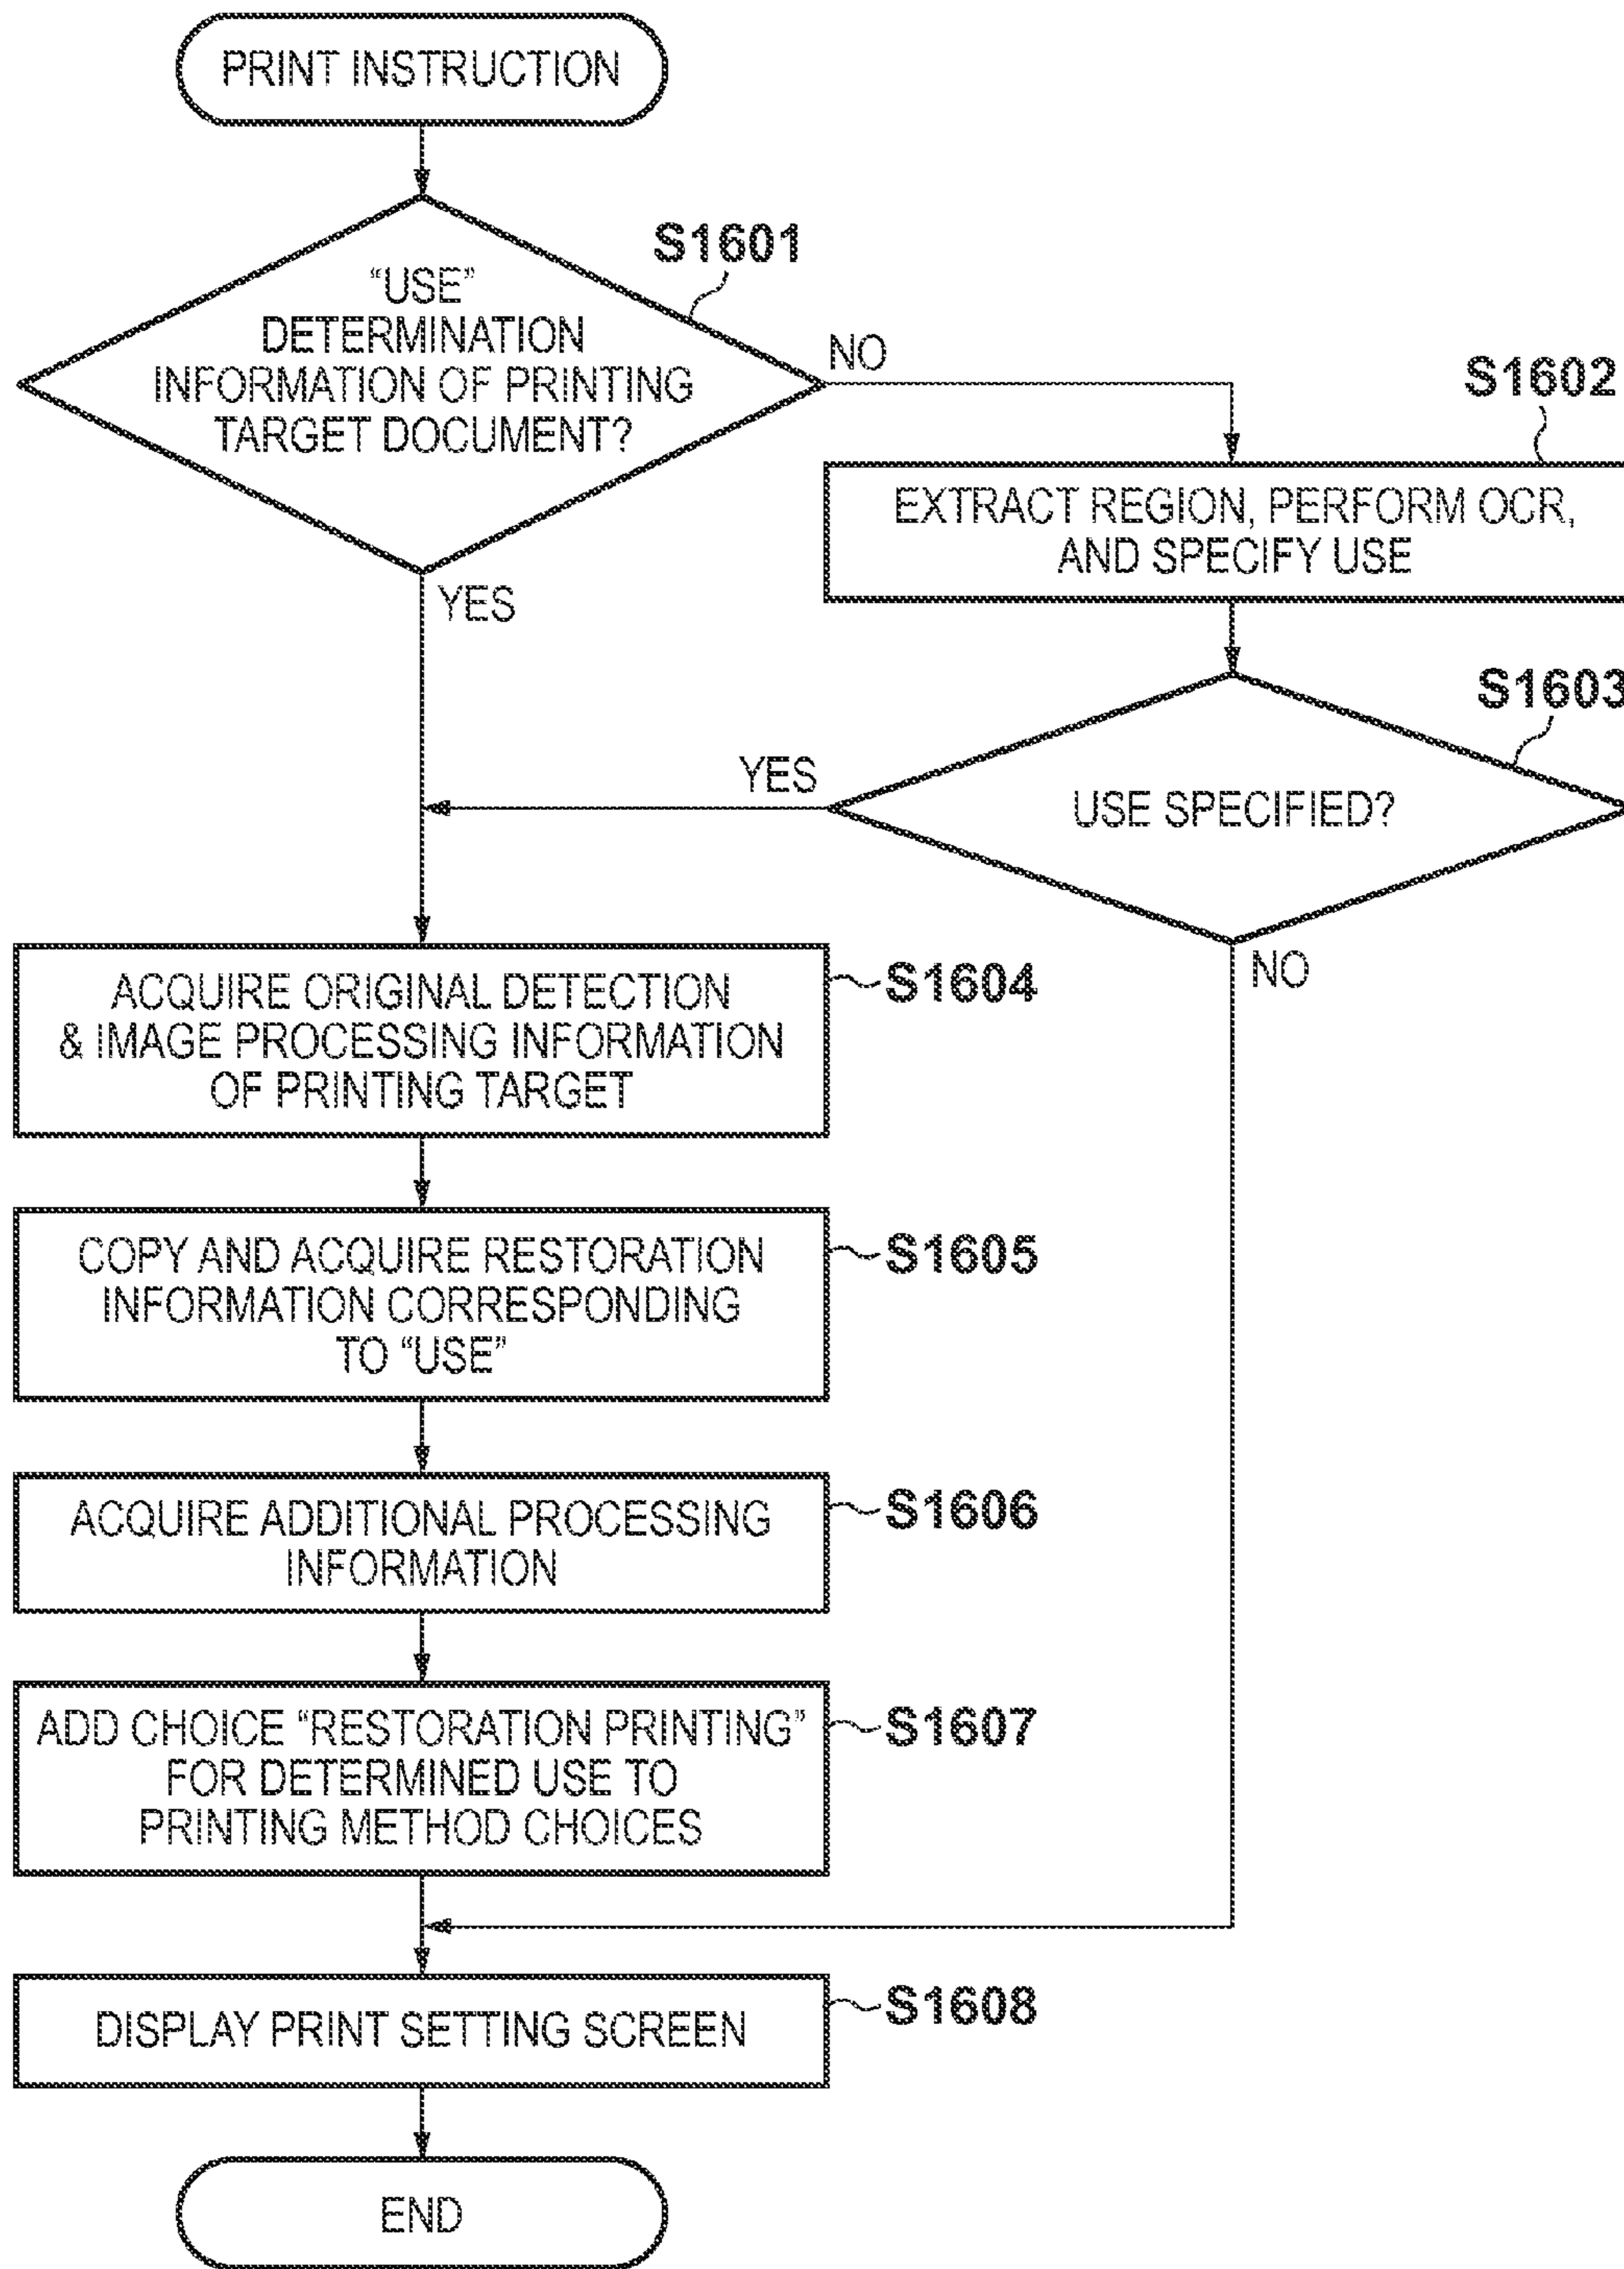 PRINT INSTRUCTION
S1601
“USE”
DETERMINATION
INFORMATION OF PRINTING
TARGET DOCUMENT?
NO
YES
S1602
EXTRACT REGION, PERFORM OCR,
AND SPECIFY USE
S1603
USE SPECIFIED?
YES
NO
ACQUIRE ORIGINAL DETECTION
& IMAGE PROCESSING INFORMATION
OF PRINTING TARGET
S1604
COPY AND ACQUIRE RESTORATION
INFORMATION CORRESPONDING
TO “USE”
S1605
ACQUIRE ADDITIONAL PROCESSING
INFORMATION
S1606
ADD CHOICE “RESTORATION PRINTING”
FOR DETERMINED USE TO
PRINTING METHOD CHOICES
S1607
DISPLAY PRINT SETTING SCREEN
S1608
END